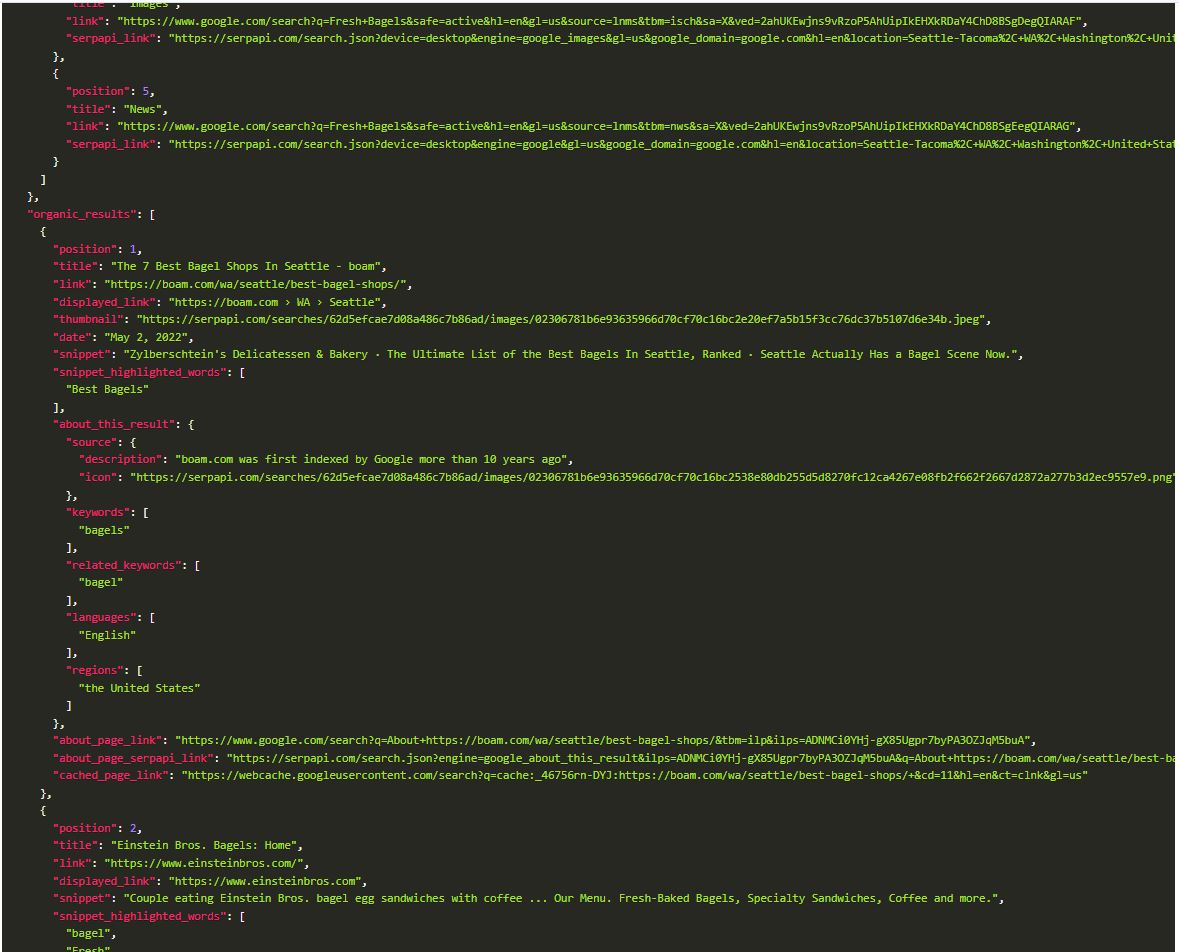 "title": "Images",
"link": "https://www.google.com/search?q=Fresh+Bagels&safe=active&hl=en&gl=us&source=lnms&tbm=isch&sa=X&ved=2ahUKEwjns9vRzoP5AhUipIkEHXkRDaY4ChD8BSgDegQIARAF",
"serpapi_link": "https://serpapi.com/search.json?device=desktop&engine=google_images&gl=us&google_domain=google.com&hl=en&location=Seattle-Tacoma%2C+WA%2C+Washington%2C+Unit
},
{
"position": 5,
"title": "News",
"link": "https://www.google.com/search?q=Fresh+Bagels&safe=active&hl=en&gl=us&source=lnms&tbm=nws&sa=X&ved=2ahUKEwjns9vRzoP5AhUipIkEHXkRDaY4ChD8BSgEegQIARAG",
"serpapi_link": "https://serpapi.com/search.json?device=desktop&engine=google&gl=us&google_domain=google.com&hl=en&location=Seattle-Tacoma%2C+WA%2C+Washington%2C+United+Stat
}
]
},
"organic_results": [
{
"position": 1,
"title": "The 7 Best Bagel Shops In Seattle - boam",
"link": "https://boam.com/wa/seattle/best-bagel-shops/",
"displayed_link": "https://boam.com › WA › Seattle",
"thumbnail": "https://serpapi.com/searches/62d5efcae7d08a486c7b86ad/images/02306781b6e93635966d70cf70c16bc2e20ef7a5b15f3cc76dc37b5107d6e34b.jpeg",
"date": "May 2, 2022",
"snippet": "Zylberschtein's Delicatessen & Bakery · The Ultimate List of the Best Bagels In Seattle, Ranked · Seattle Actually Has a Bagel Scene Now.",
"snippet_highlighted_words": [
"Best Bagels"
],
"about_this_result": {
"source": {
"description": "boam.com was first indexed by Google more than 10 years ago",
"icon": "https://serpapi.com/searches/62d5efcae7d08a486c7b86ad/images/02306781b6e93635966d70cf70c16bc2538e80db255d5d8270fc12ca4267e08fb2f662f2667d2872a277b3d2ec9557e9.png"
},
"keywords": [
"bagels"
],
"related_keywords": [
"bagel"
],
"languages": [
"English"
],
"regions": [
"the United States"
]
},
"about_page_link": "https://www.google.com/search?q=About+https://boam.com/wa/seattle/best-bagel-shops/&tbm=ilp&ilps=ADNMCi0YHj-gX85Ugpr7byPA3OZJqM5buA",
"about_page_serpapi_link": "https://serpapi.com/search.json?engine=google_about_this_result&ilps=ADNMCi0YHj-gX85Ugpr7byPA3OZJqM5buA&q=About+https://boam.com/wa/seattle/best-ba
"cached_page_link": "https://webcache.googleusercontent.com/search?q=cache:_46756rn-DYJ:https://boam.com/wa/seattle/best-bagel-shops/+&cd=11&hl=en&ct=clnk&gl=us"
},
{
"position": 2,
"title": "Einstein Bros. Bagels: Home",
"link": "https://www.einsteinbros.com/",
"displayed_link": "https://www.einsteinbros.com",
"snippet": "Couple eating Einstein Bros. bagel egg sandwiches with coffee ... Our Menu. Fresh-Baked Bagels, Specialty Sandwiches, Coffee and more.",
"snippet_highlighted_words": [
"bagel",
"Fresh"